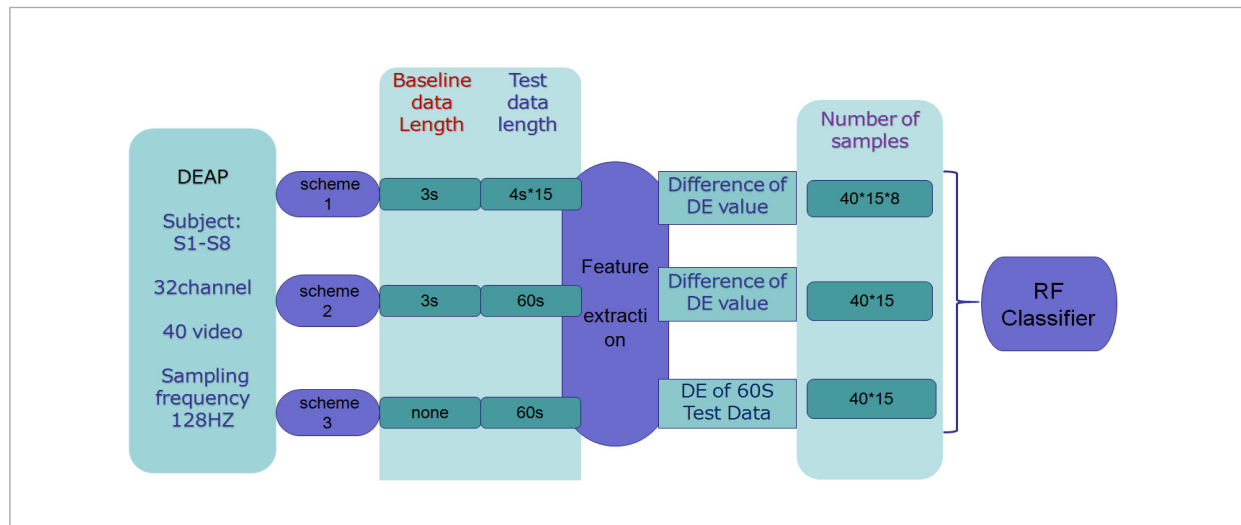 DEAP
Subject:
S1-S8
32channel
40 video
Sampling
frequency
128HZ
scheme
1
scheme
2
scheme
3
Baseline
data
Length
Test
data
length
3s
4s*15
3s
60s
none
60s
Feature
extracti
on
Difference of
DE value
Difference of
DE value
DE of 60S
Test Data
Number of
samples
40*15*8
40*15
40*15
RF
Classifier